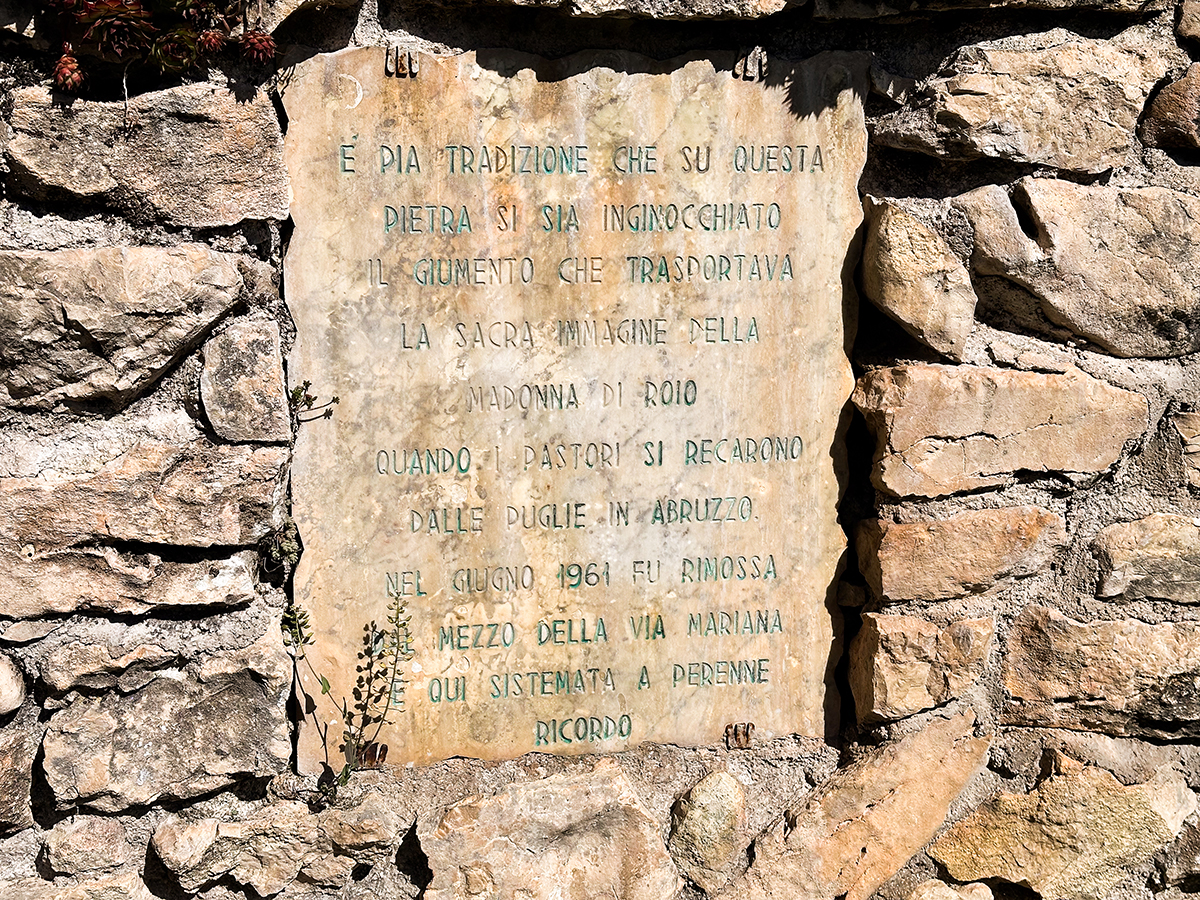 E' PIA TRADIZIONE CHE SU QUESTA
PIETRA SI SIA INGINOCCHIATO
IL GIUMENTO CHE TRASPORTAVA
LA SACRA IMMAGINE DELLA
MADONNA DI ROIO
QUANDO I PASTORI SI RECARONO
DALLE PUGLIE IN ABRUZZO.
NEL GIUGNO 1961 FU RIMOSSA
MEZZO DELLA VIA MARIANA
E QUI SISTEMATA A PERENNE
RICORDO